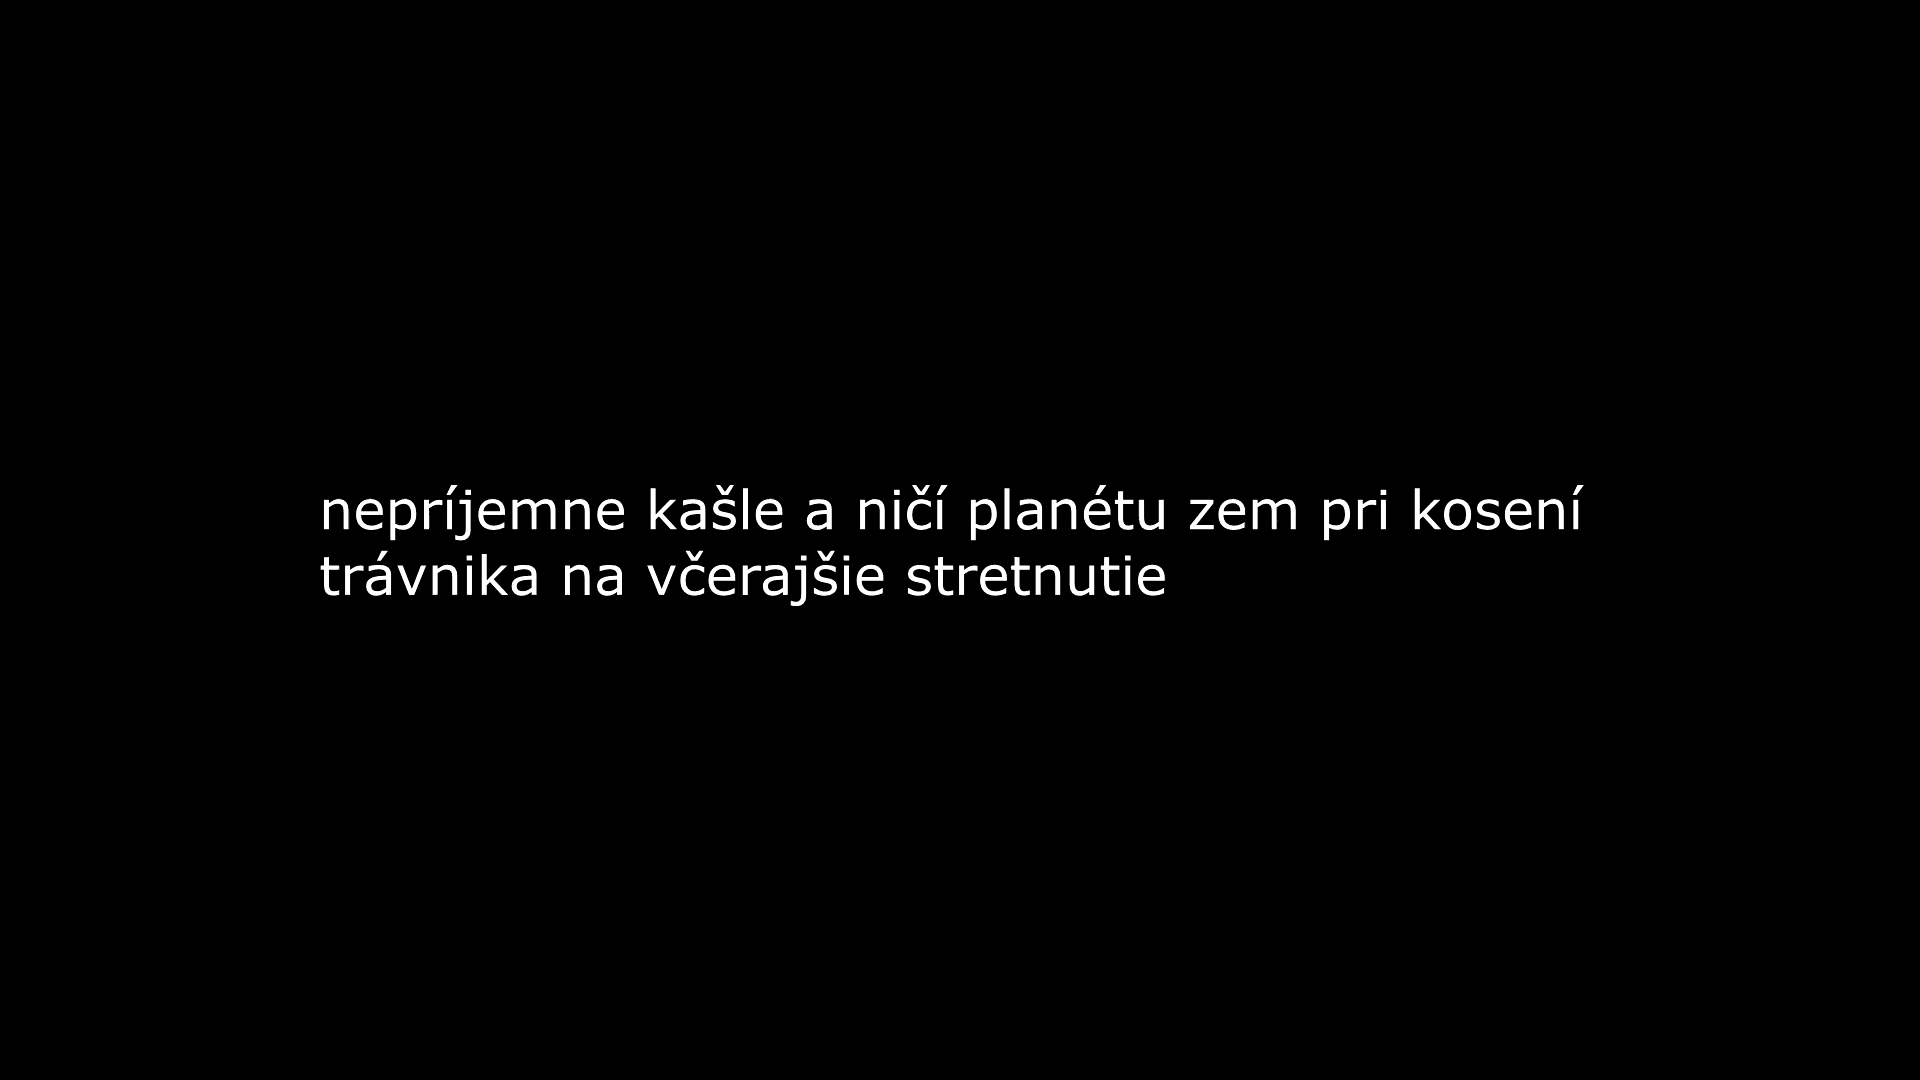 nepríjemne kašle a ničí planétu zem pri kosení
trávnika na včerajšie stretnutie